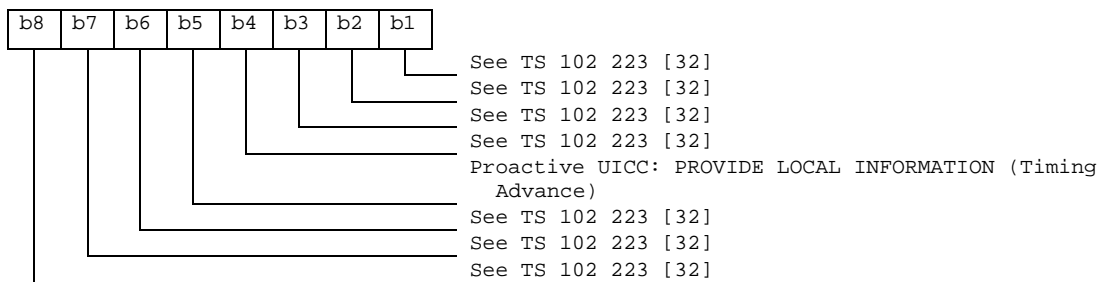 b8 b7 b6 b5 b4 b3 b2 b1
See TS 102 223 [32]
See TS 102 223 [32]
See TS 102 223 [32]
See TS 102 223 [32]
Proactive UICC: PROVIDE LOCAL INFORMATION (Timing
Advance)
See TS 102 223 [32]
See TS 102 223 [32]
See TS 102 223 [32]